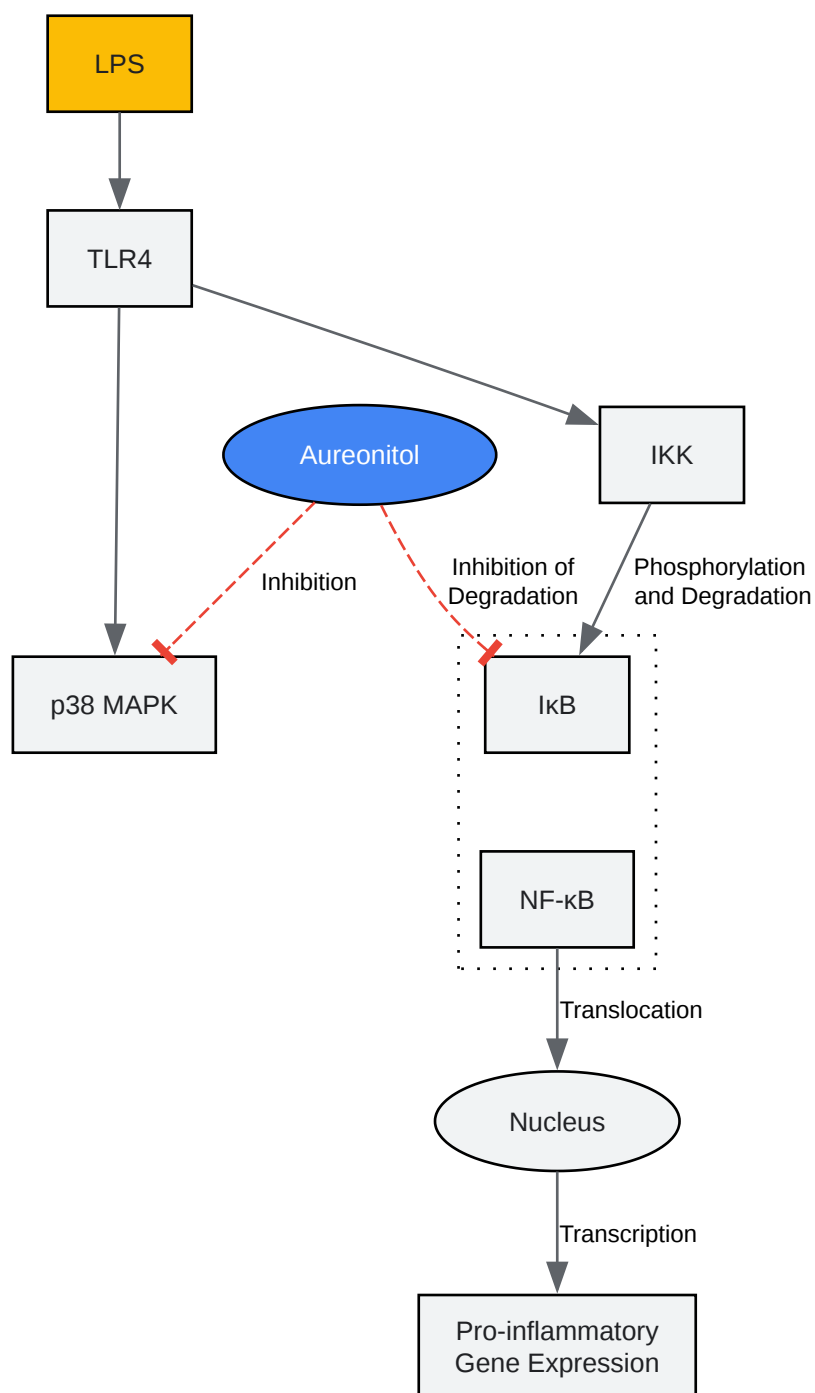 LPS
TLR4
Aureonitol
IKK
Inhibition
Inhibition of
Degradation
Phosphorylation
and Degradation
p38 MAPK
IκB
NF-κB
Translocation
Nucleus
Transcription
Pro-inflammatory
Gene Expression